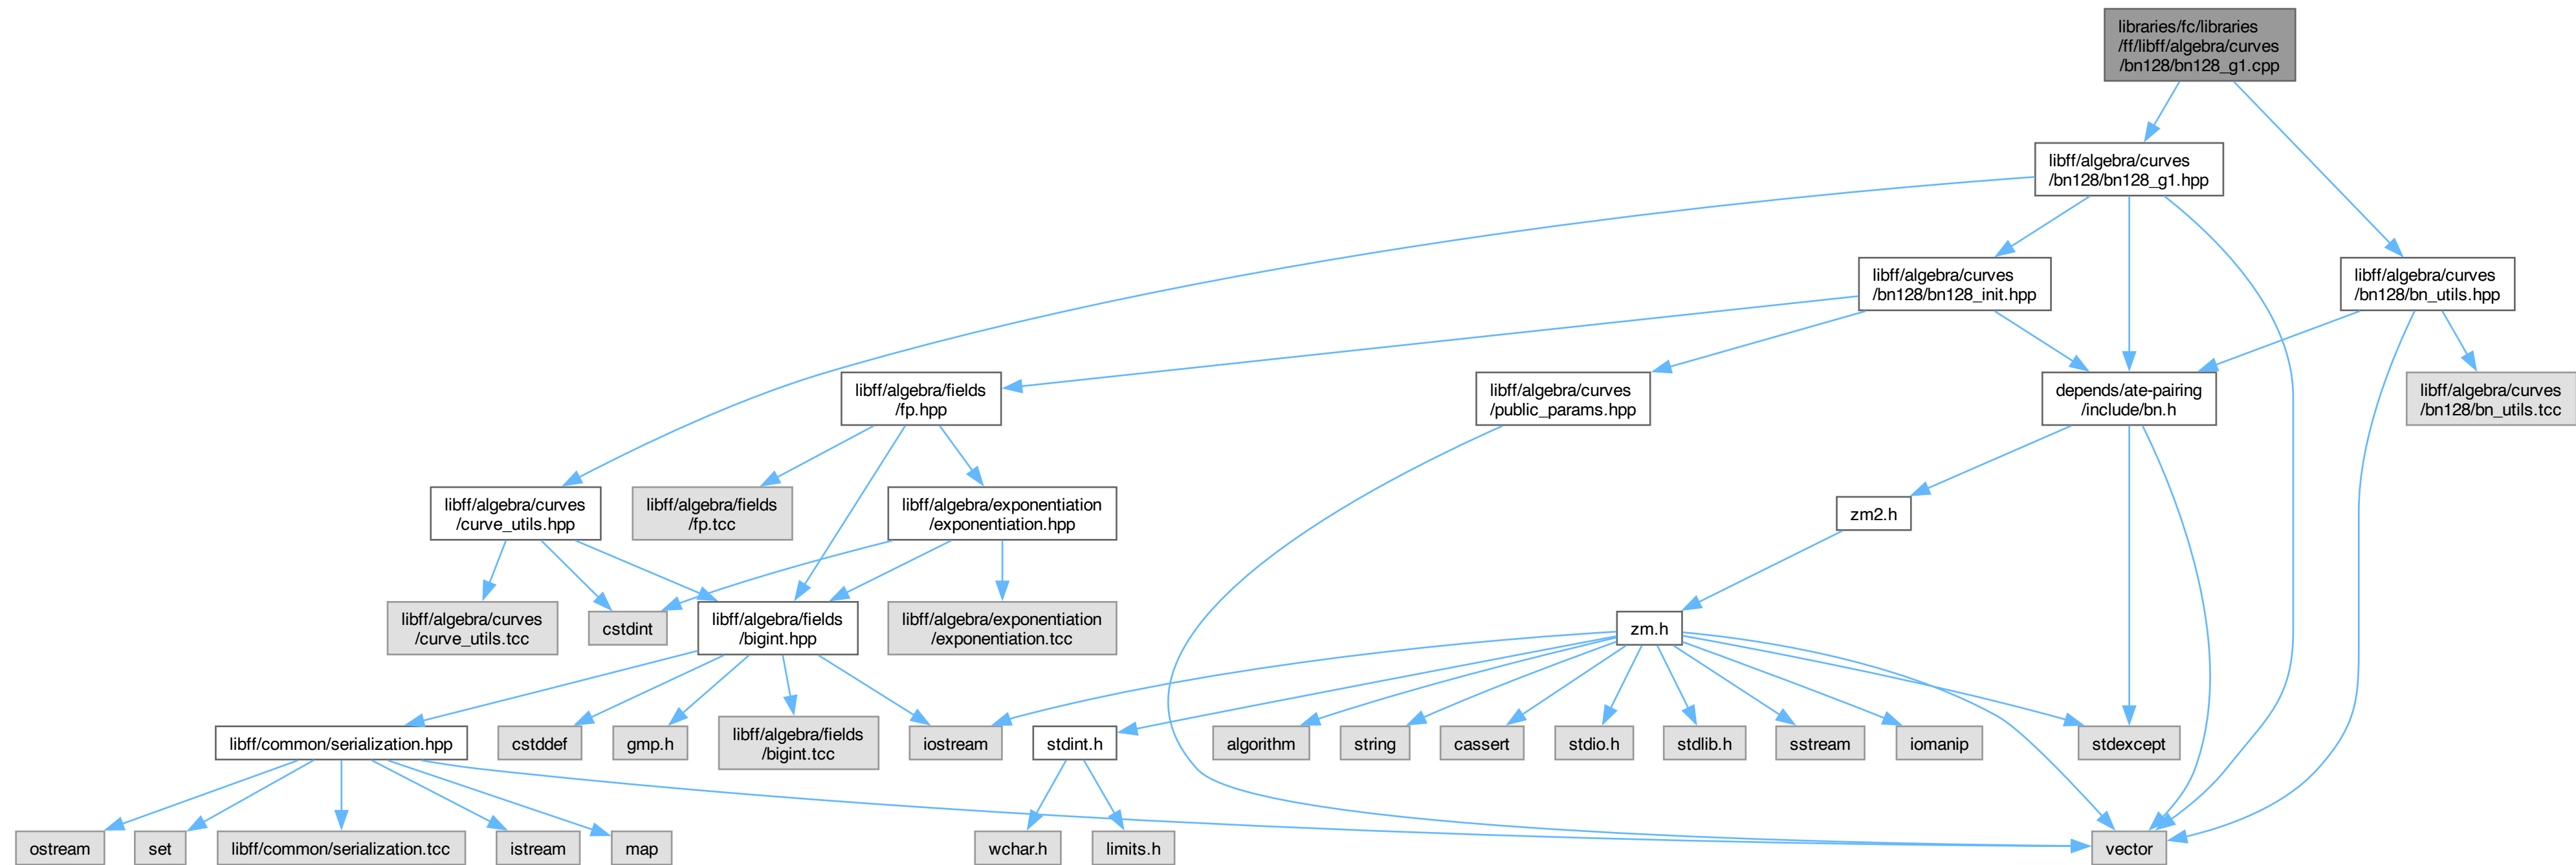 libraries/fc/libraries
/ff/libff/algebra/curves
/bn128/bn128_g1.cpp
libff/algebra/curves
/bn128/bn128_g1.hpp
libff/algebra/curves
/bn128/bn128_init.hpp
libff/algebra/curves
/bn128/bn_utils.hpp
libff/algebra/fields
/fp.hpp
libff/algebra/curves
/public_params.hpp
depends/ate-pairing
/include/bn.h
libff/algebra/curves
/bn128/bn_utils.tcc
libff/algebra/curves
/curve_utils.hpp
libff/algebra/fields
/fp.tcc
libff/algebra/exponentiation
/exponentiation.hpp
zm2.h
libff/algebra/curves
/curve_utils.tcc
cstdint
libff/algebra/fields
/bigint.hpp
libff/algebra/exponentiation
/exponentiation.tcc
zm.h
libff/common/serialization.hpp
cstddef
gmp.h
libff/algebra/fields
/bigint.tcc
iostream
stdint.h
algorithm
string
cassert
stdio.h
stdlib.h
sstream
iomanip
stdexcept
ostream
set
libff/common/serialization.tcc
istream
map
wchar.h
limits.h
vector